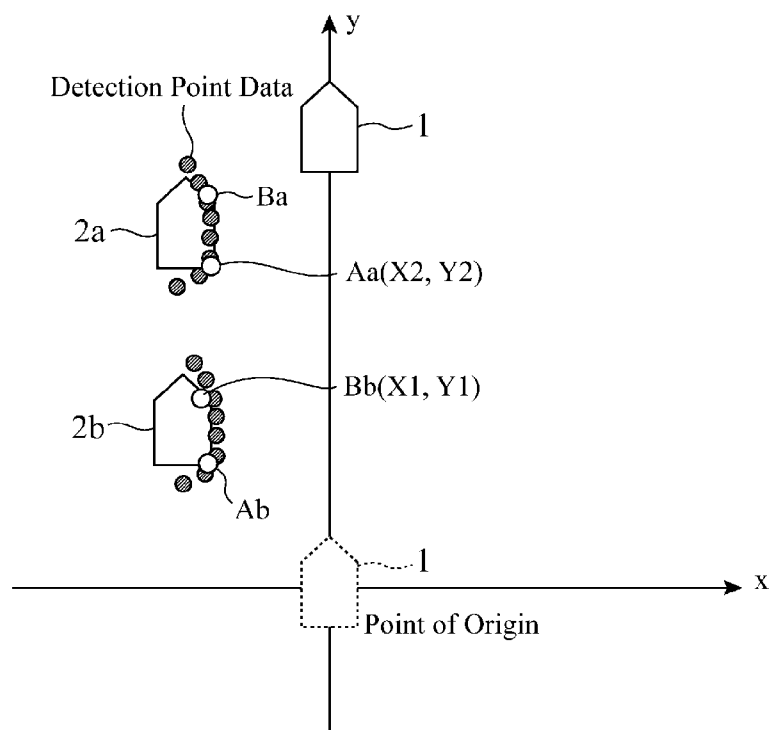 y
Detection Point Data
1
Ba
2a
Aa(X2, Y2)
Bb(X1, Y1)
2b
Ab
1
x
Point of Origin